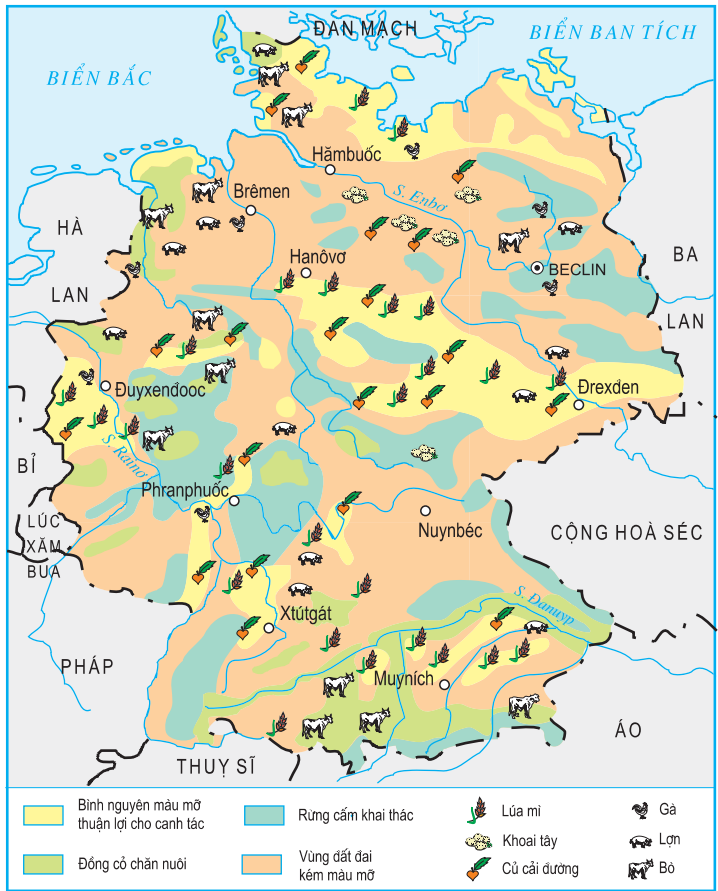 ĐAN MẠCH
BIỂN BAN TÍCH
BIỂN BẮC
Hămbuốc
S. Enbơ
Brêmen
HÀ
LAN
BA
LAN
Hanôvơ
BECLIN
Đuyxenđooc
Đrexden
BỈ
S. Rainơ
Phranphuốc
LÚC
XĂM
BUA
Nuynbéc
CỘNG HOÀ SÉC
Xtútgát
S. Đanuyp
PHÁP
Muyních
ÁO
THUỴ SĨ
Bình nguyên màu mỡ
thuận lợi cho canh tác
Rừng cấm khai thác
Lúa mì
Gà
Khoai tây
Lợn
Đồng cỏ chăn nuôi
Vùng đất đai
kém màu mỡ
Củ cải đường
Bò